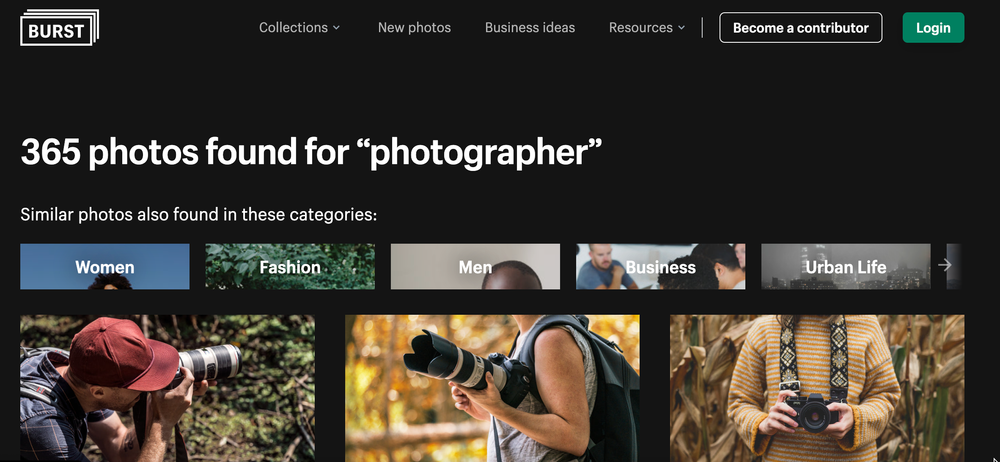 BURST
Collections
New photos
Business ideas
Resources
Become a contributor
Login
365 photos found for “photographer”
Similar photos also found in these categories:
Women
Fashion
Men
Business
Urban Life